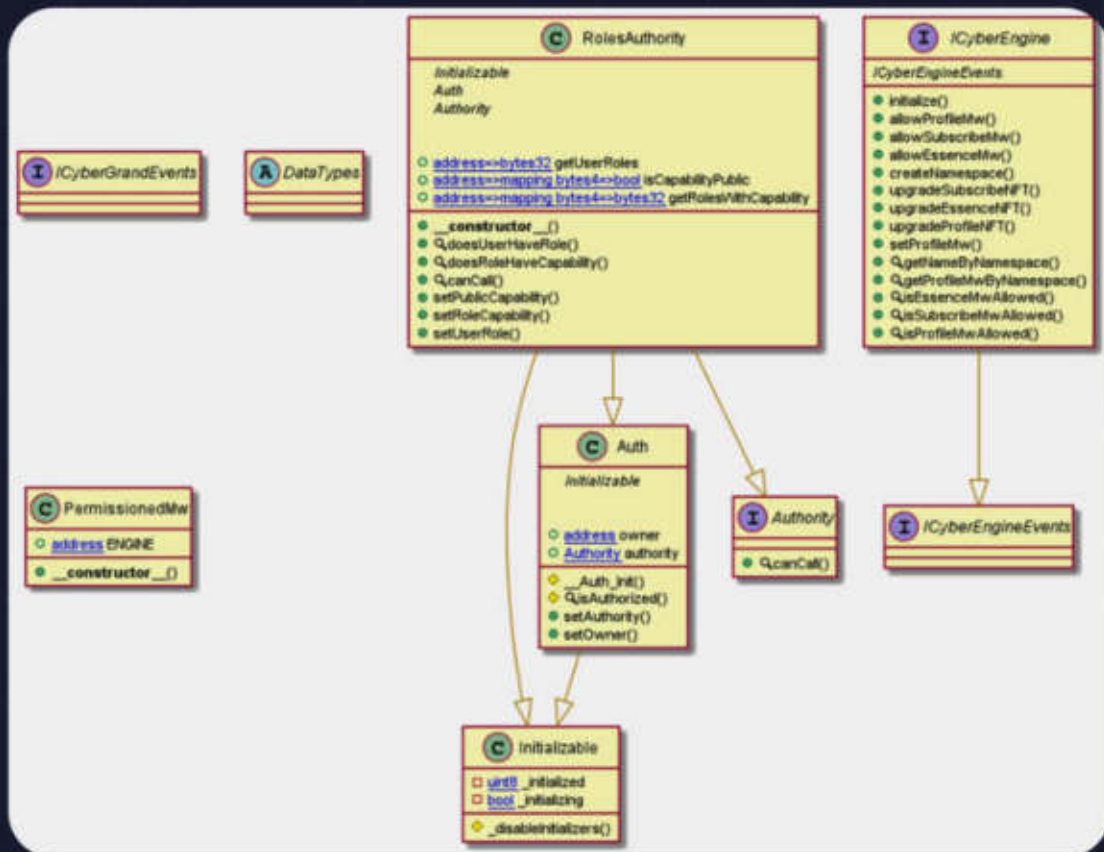 I ICyberGrandEvents
A DataTypes
C RolesAuthority
Initializable
Auth
Authority
address=>bytes32 getUserRoles
address=>mapping bytes4=>bool isCapabilityPublic
address=>mapping bytes4=>bytes32 getRolesWithCapability
__constructor__()
doesUserHaveRole()
doesRoleHaveCapability()
canCall()
setPublicCapability()
setRoleCapability()
setUserRole()
I ICyberEngine
ICyberEngineEvents
initialize()
allowProfileMw()
allowSubscribeMw()
allowEssenceMw()
createNamespace()
upgradeSubscribeNFT()
upgradeEssenceNFT()
upgradeProfileNFT()
setProfileMw()
getNameByNamespace()
getProfileMwByNamespace()
isEssenceMwAllowed()
isSubscribeMwAllowed()
isProfileMwAllowed()
C PermissionedMw
address ENGINE
__constructor__()
C Auth
Initializable
address owner
Authority authority
__Auth_Init()
isAuthorized()
setAuthority()
setOwner()
I Authority
canCall()
I ICyberEngineEvents
C Initializable
uint8 _initialized
bool _initializing
_disableInitializers()